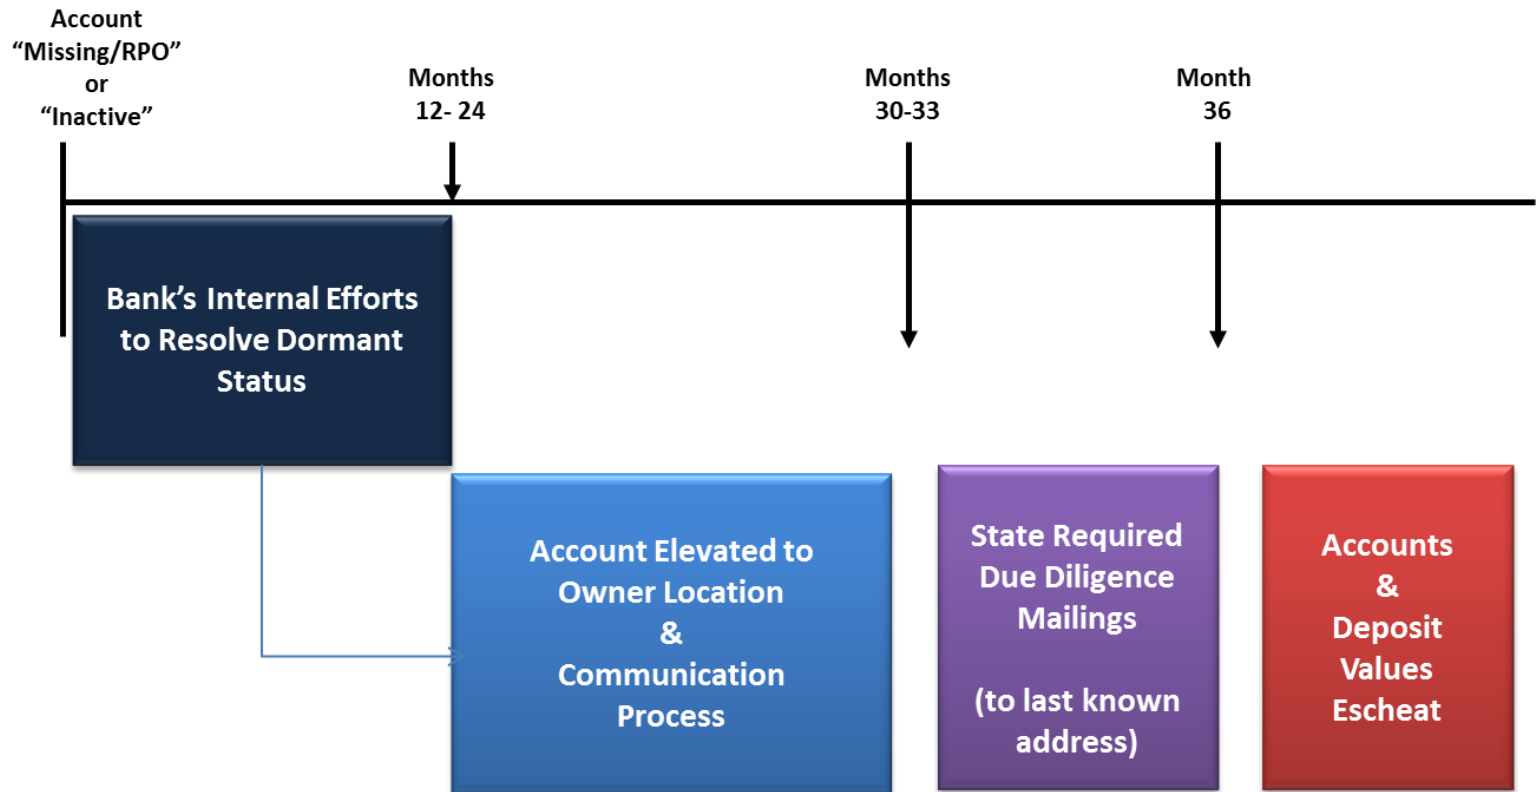 Account
“Missing/RPO”
or
“Inactive”
Months
12- 24
Months
30-33
Month
36
Bank’s Internal Efforts
to Resolve Dormant
Status
Account Elevated to
Owner Location
&
Communication
Process
State Required
Due Diligence
Mailings
(to last known
address)
Accounts
&
Deposit
Values
Escheat